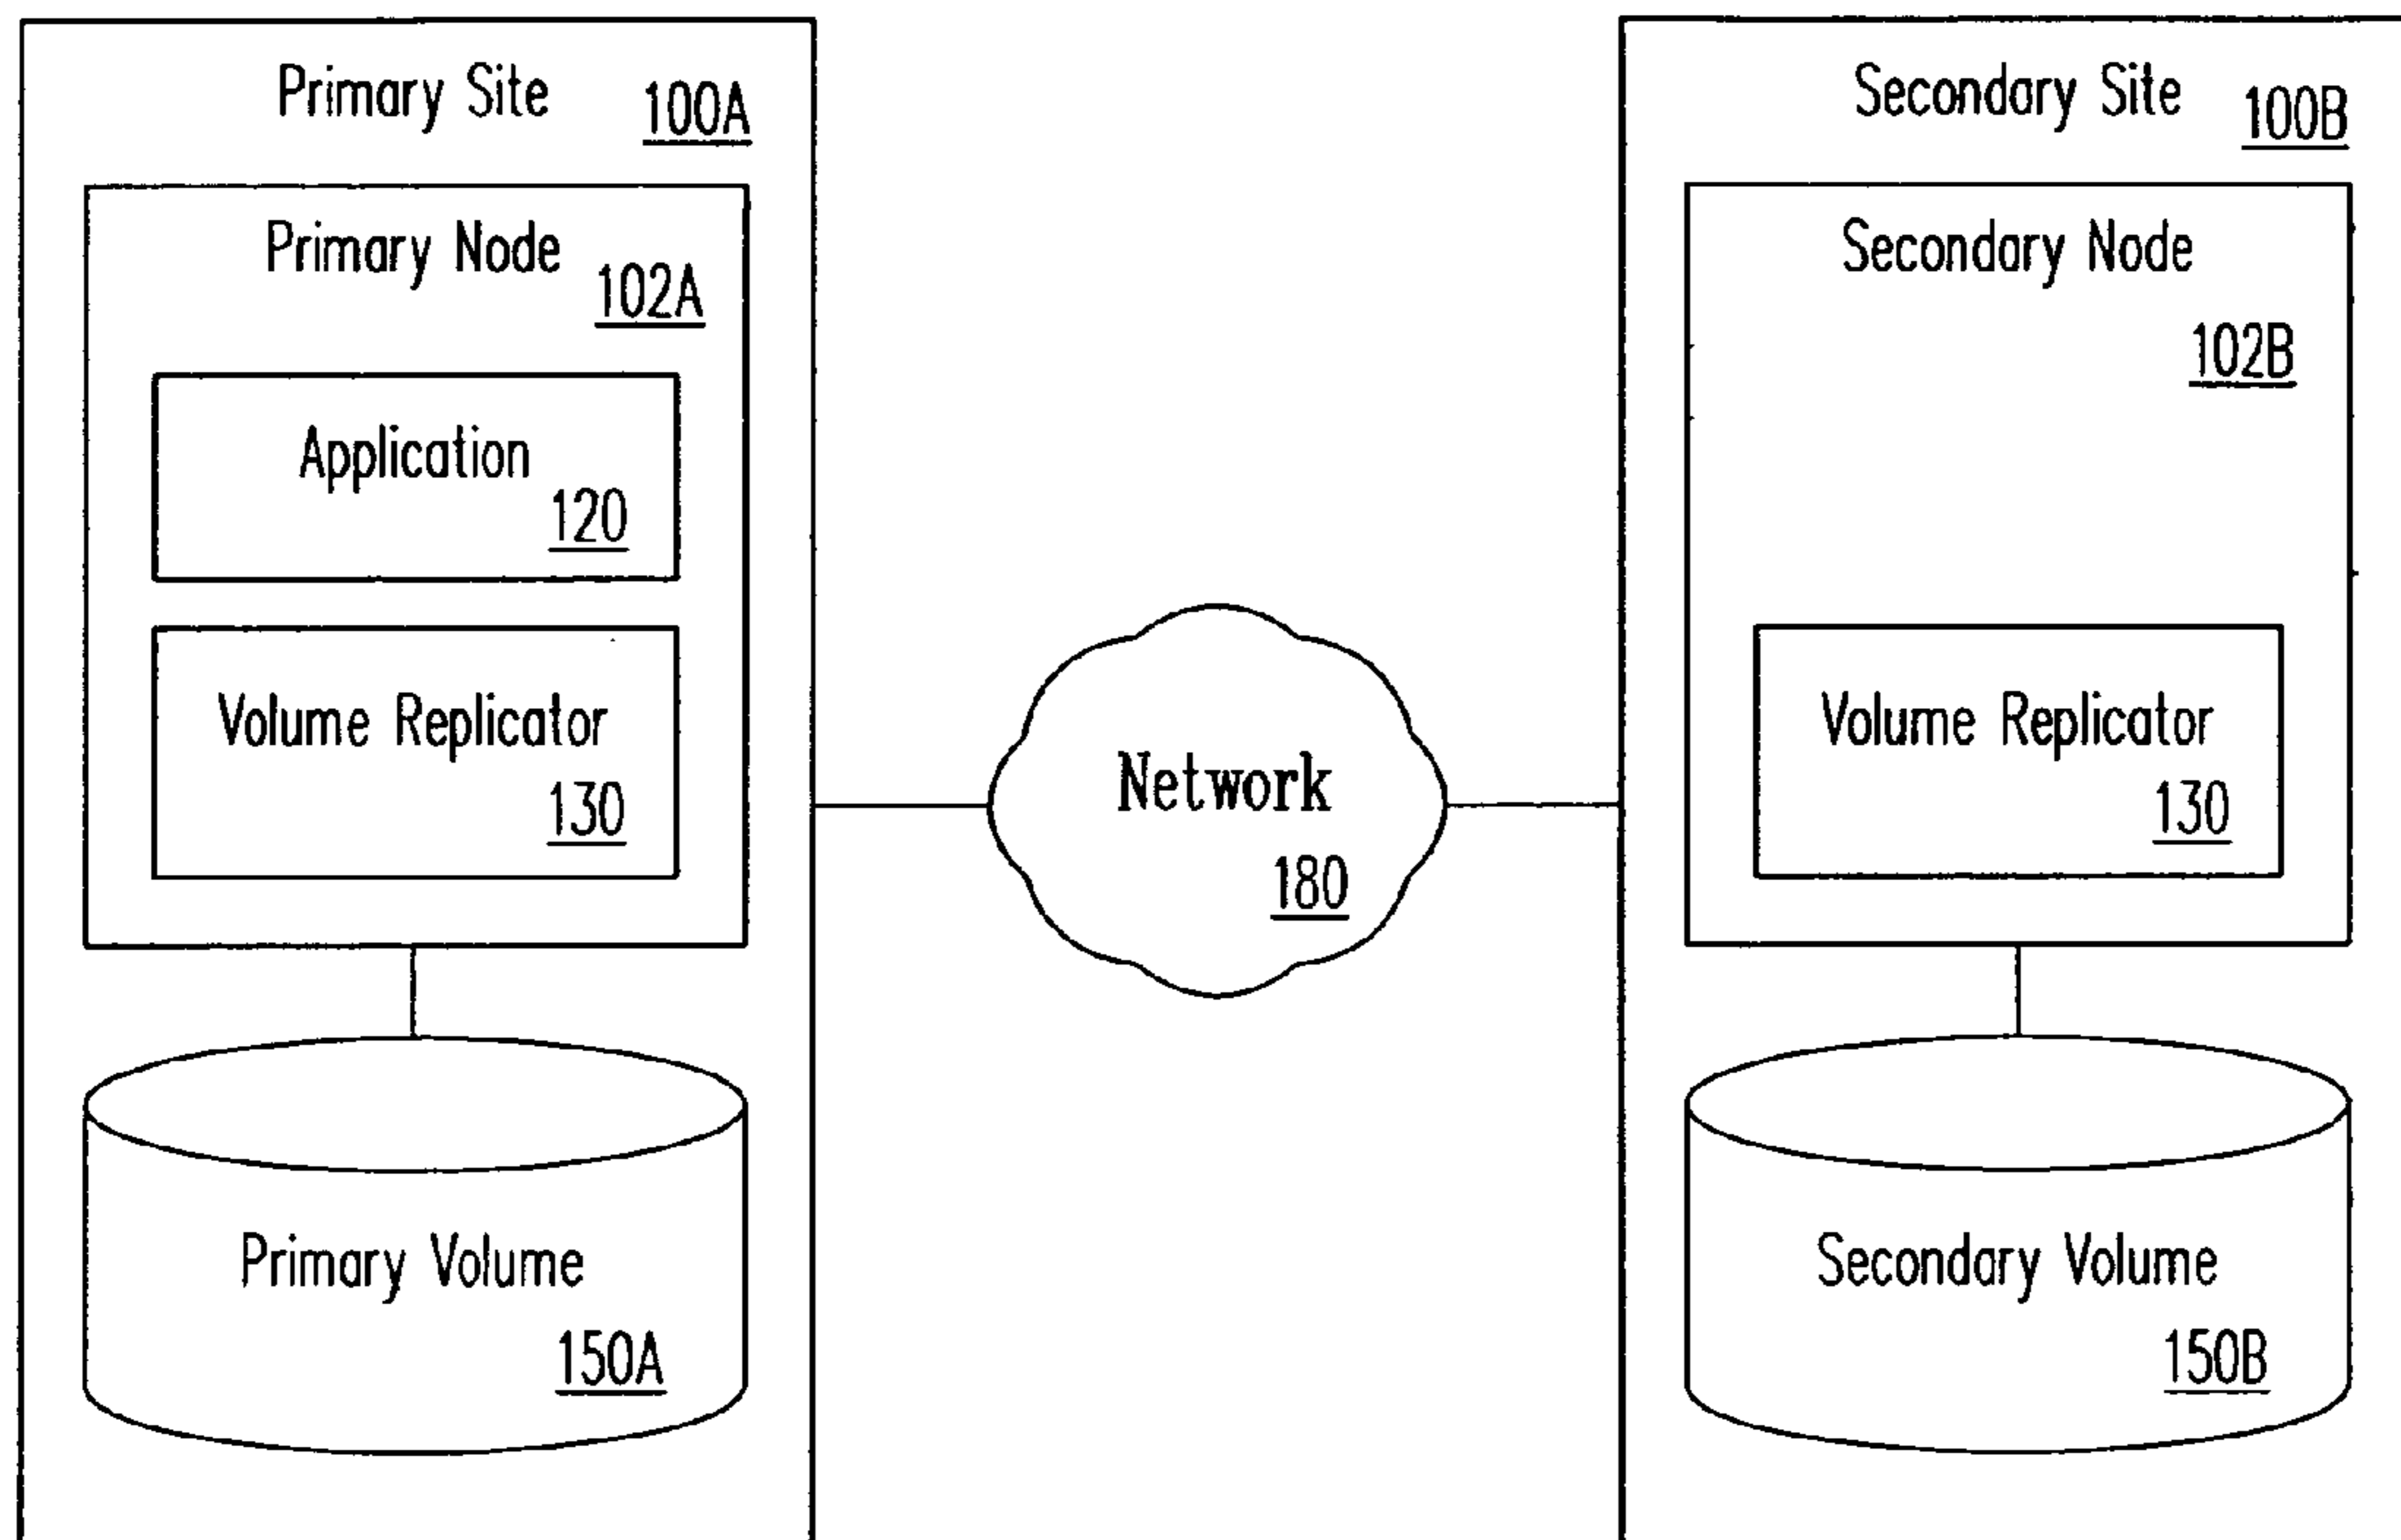 Primary Site
100A
Primary Node
102A
Application
120
Volume Replicator
130
Primary Volume
150A
Network
180
Secondary Site
100B
Secondary Node
102B
Volume Replicator
130
Secondary Volume
150B